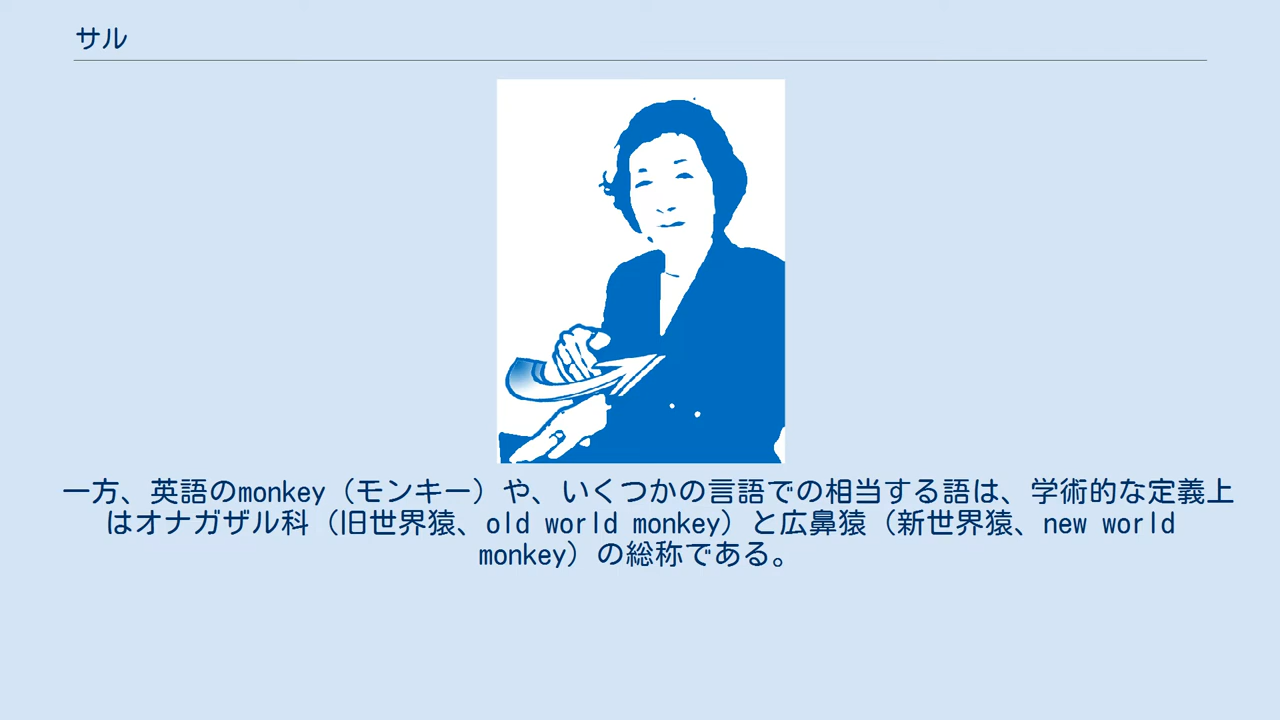 サル
一方、英語のmonkey（モンキー）や、いくつかの言語での相当する語は、学術的な定義上
はオナガザル科（旧世界猿、old world monkey）と広鼻猿（新世界猿、new world
monkey）の総称である。